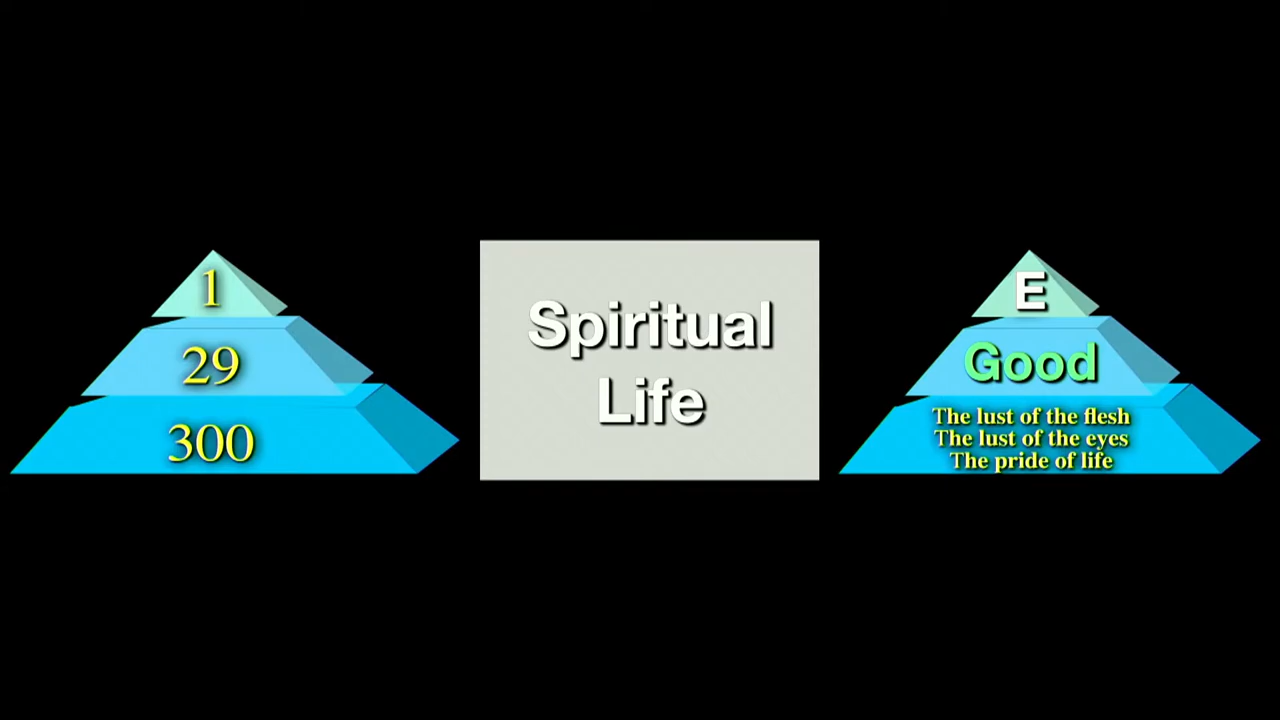 1
29
300
Spiritual
Life
E
Good
The lust of the flesh
The lust of the eyes
The pride of life